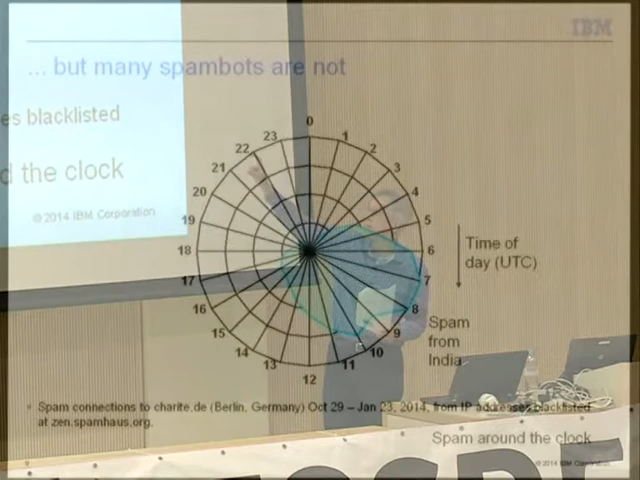 IBM
... but many spambots are not
es blacklisted
d the clock
©2014 IBM Corporation
0
1
2
3
4
5
6
7
8
9
10
11
12
13
14
15
16
17
18
19
20
21
22
23
Time of
day (UTC)
Spam
from
India
Spam connections to charite.de (Berlin, Germany) Oct 29 – Jan 23, 2014, from IP addresses blacklisted
at zen.spamhaus.org.
Spam around the clock
©2014 IBM Corporation